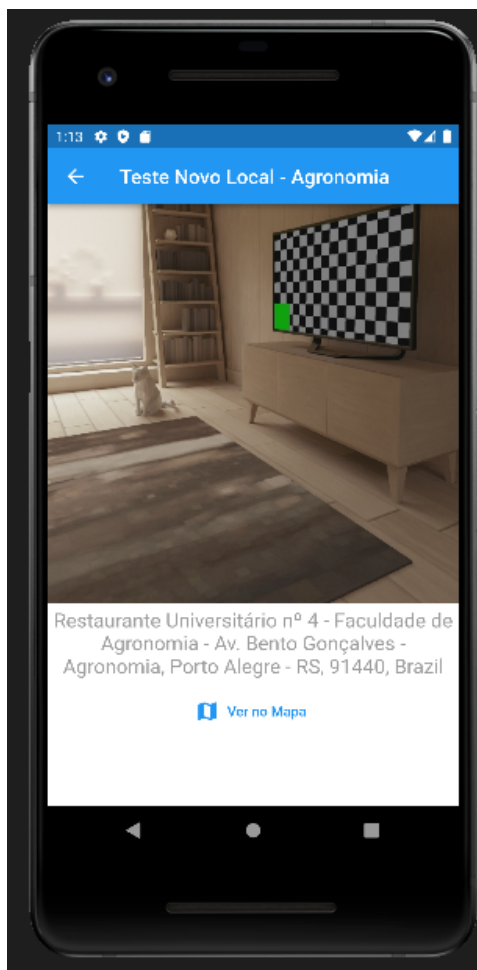 1:13
Teste Novo Local - Agronomia
Restaurante Universitário nº 4 - Faculdade de
Agronomia - Av. Bento Gonçalves -
Agronomia, Porto Alegre - RS, 91440, Brazil
Ver no Mapa